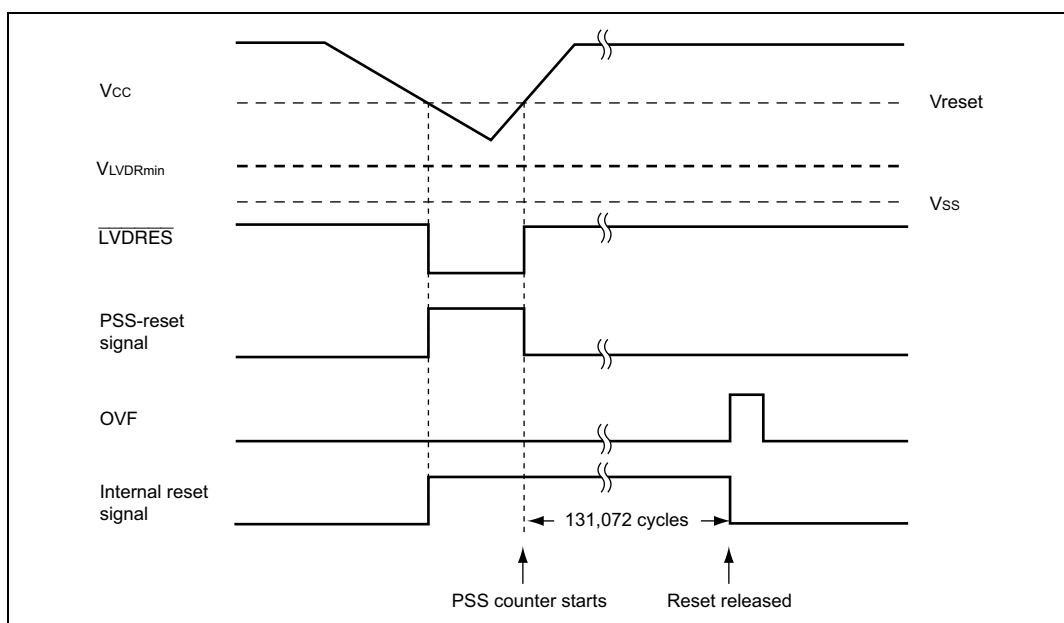 Vcc
Vreset
VLVDRmin
Vss
LVDRES
PSS-reset
signal
OVF
Internal reset
signal
131,072 cycles
PSS counter starts
Reset released